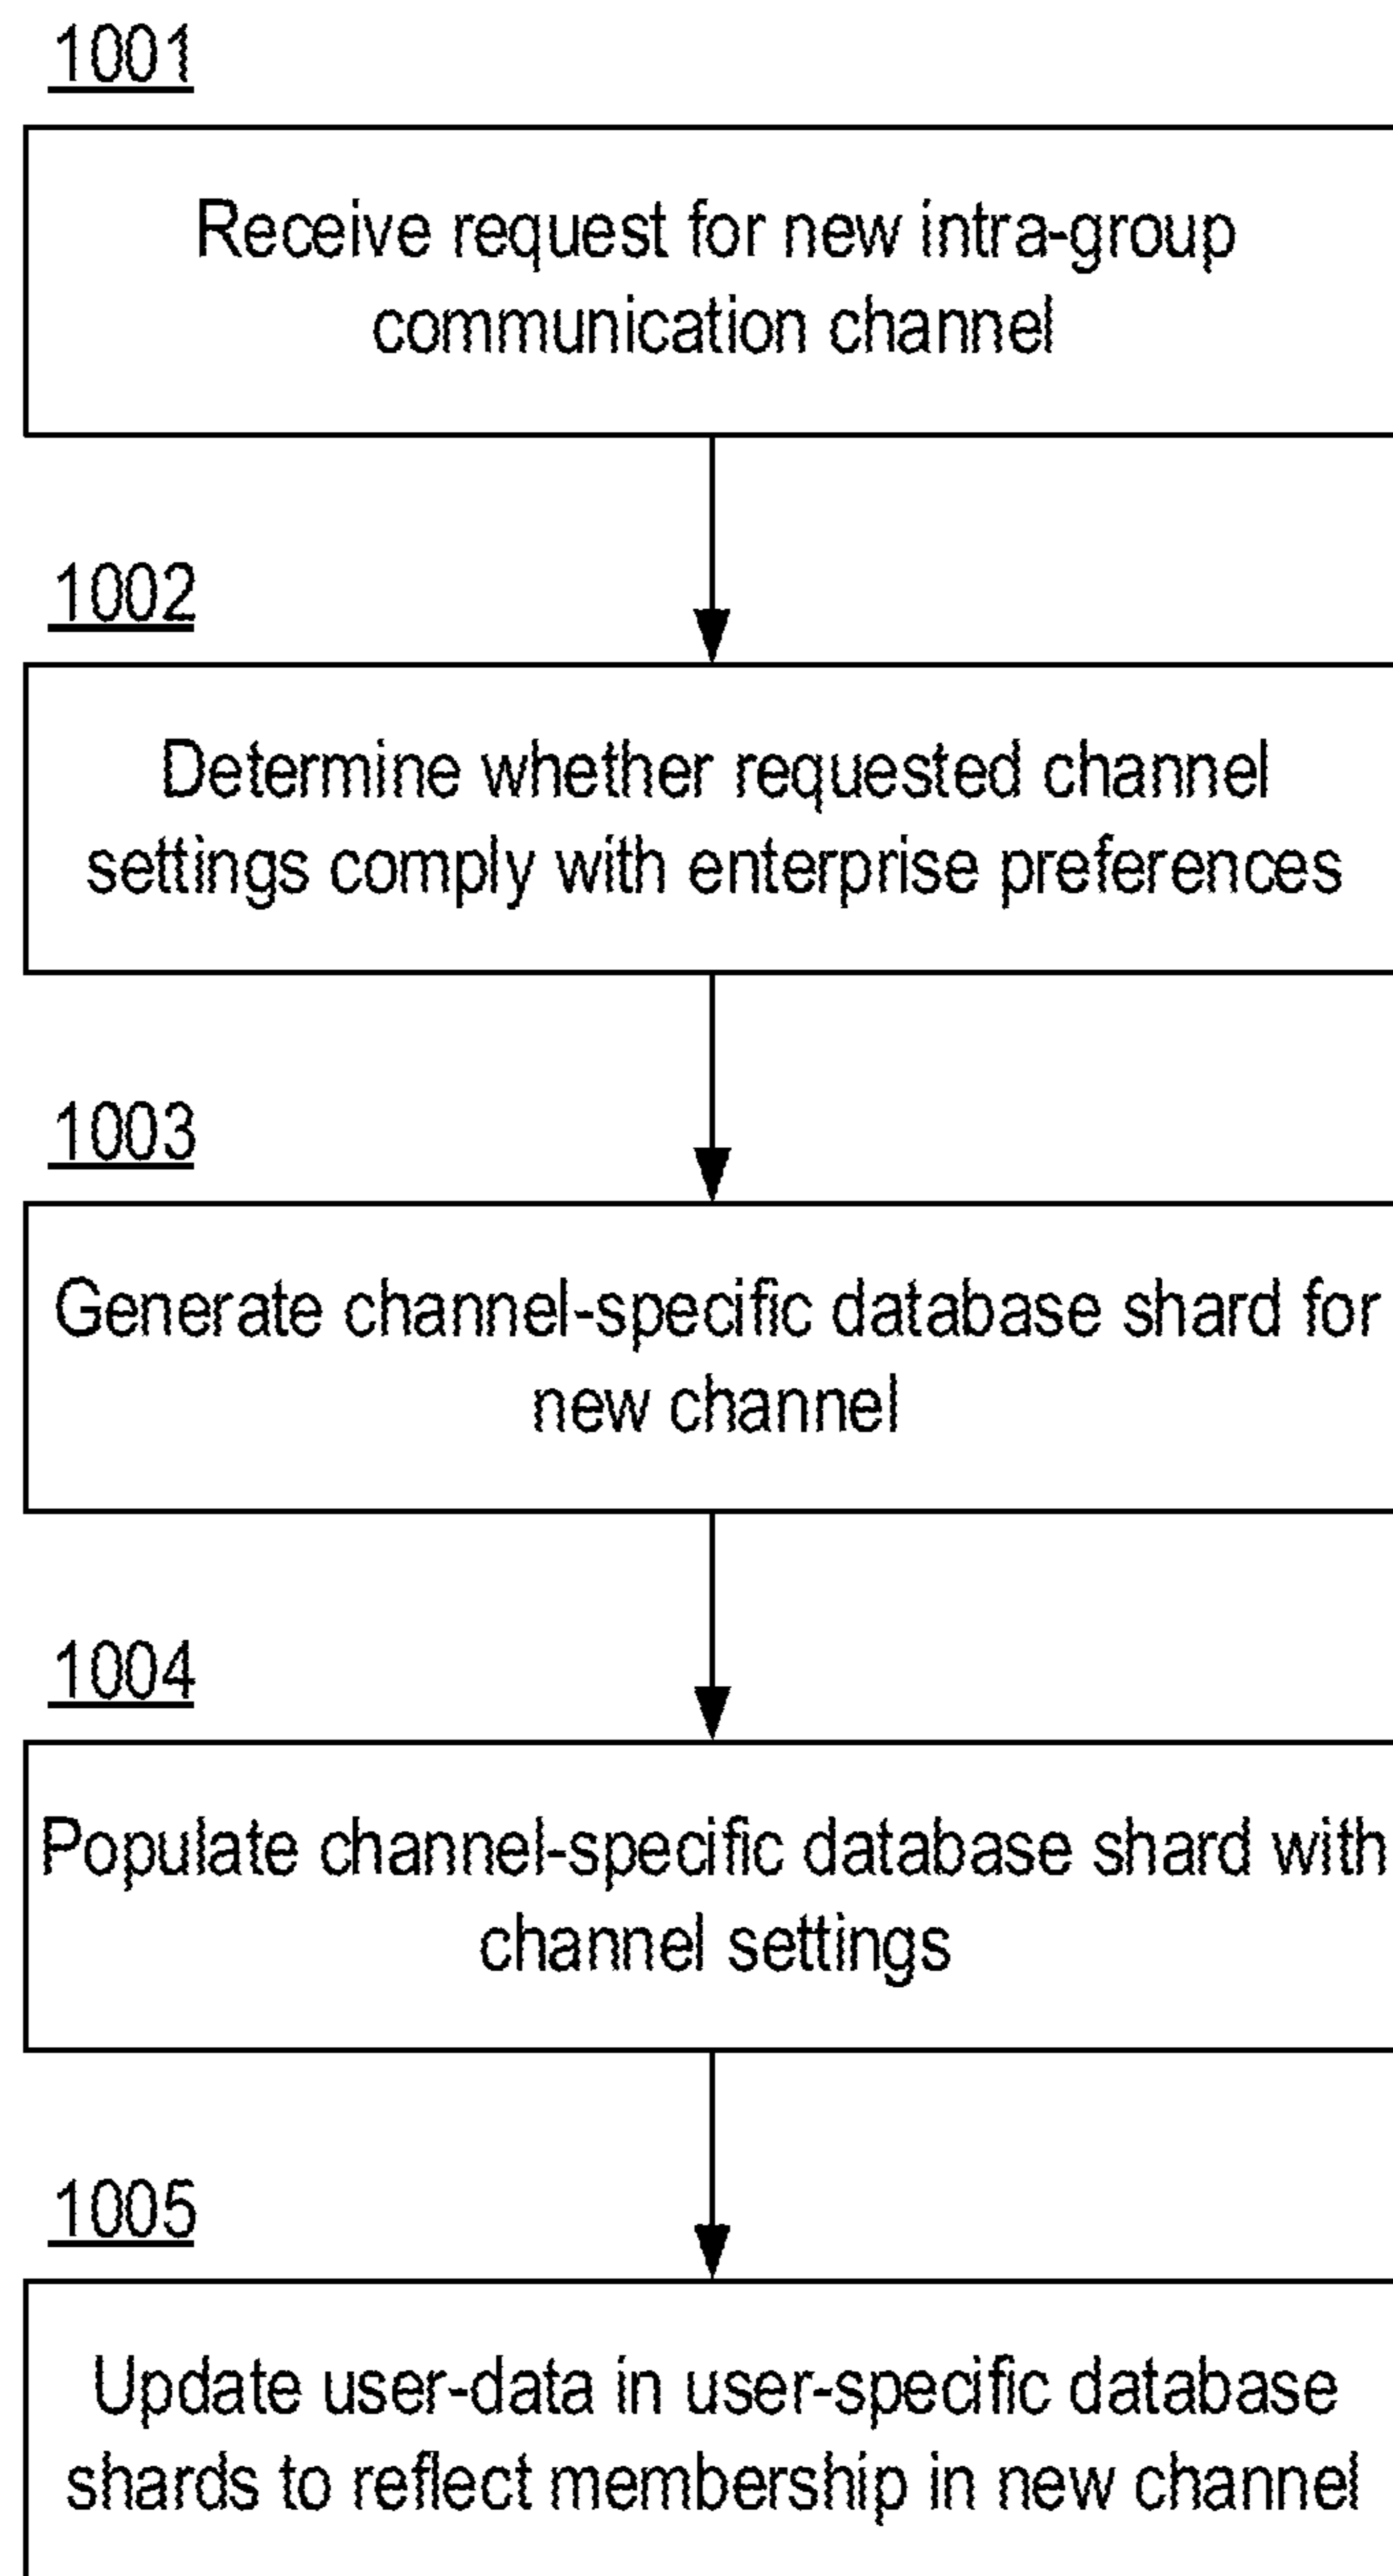 1001
Receive request for new intra-group
communication channel
1002
Determine whether requested channel
settings comply with enterprise preferences
1003
Generate channel-specific database shard for
new channel
1004
Populate channel-specific database shard with
channel settings
1005
Update user-data in user-specific database
shards to reflect membership in new channel